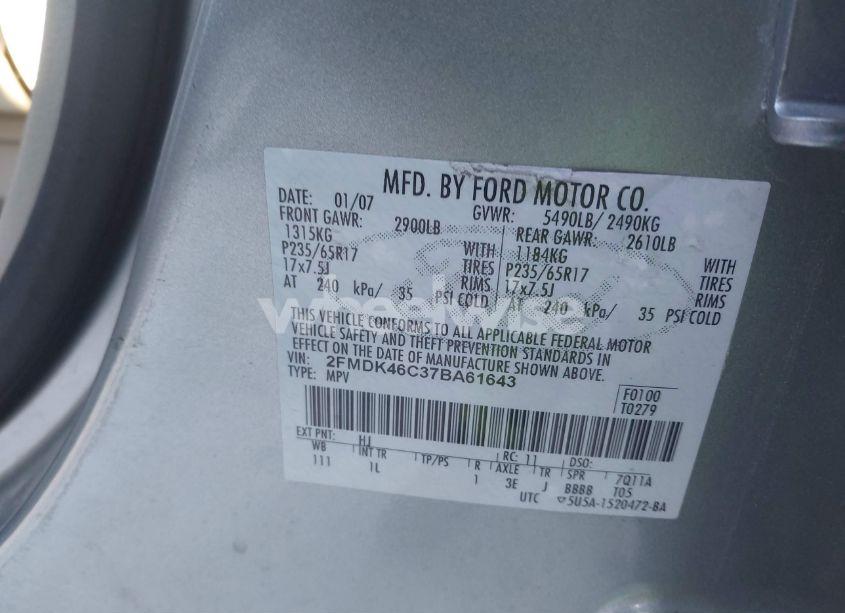 MFD. BY FORD MOTOR CO.
DATE: 01/07 GVWR: 5490LB/ 2490KG
FRONT GAWR: 2900LB REAR GAWR: 2610LB
1315KG WITH 1184KG WITH
P235/65R17 TIRES P235/65R17 TIRES
17x7.5J RIMS 17x7.5J RIMS
AT 240 kPa/ 35 PSI COLD AT 240 kPa/ 35 PSI COLD
THIS VEHICLE CONFORMS TO ALL APPLICABLE FEDERAL MOTOR
VEHICLE SAFETY AND THEFT PREVENTION STANDARDS IN
EFFECT ON THE DATE OF MANUFACTURE SHOWN ABOVE.
VIN: 2FMDK46C37BA61643
TYPE: MPV
F0100
T0279
EXT PNT: HJ RC: 11 DSO:
WB INT TR TP/PS R AXLE TR SPR 7Q11A
111 1L 1 3E J BBBB T05
UTC 5U5A-1520472-BA
wheelwise